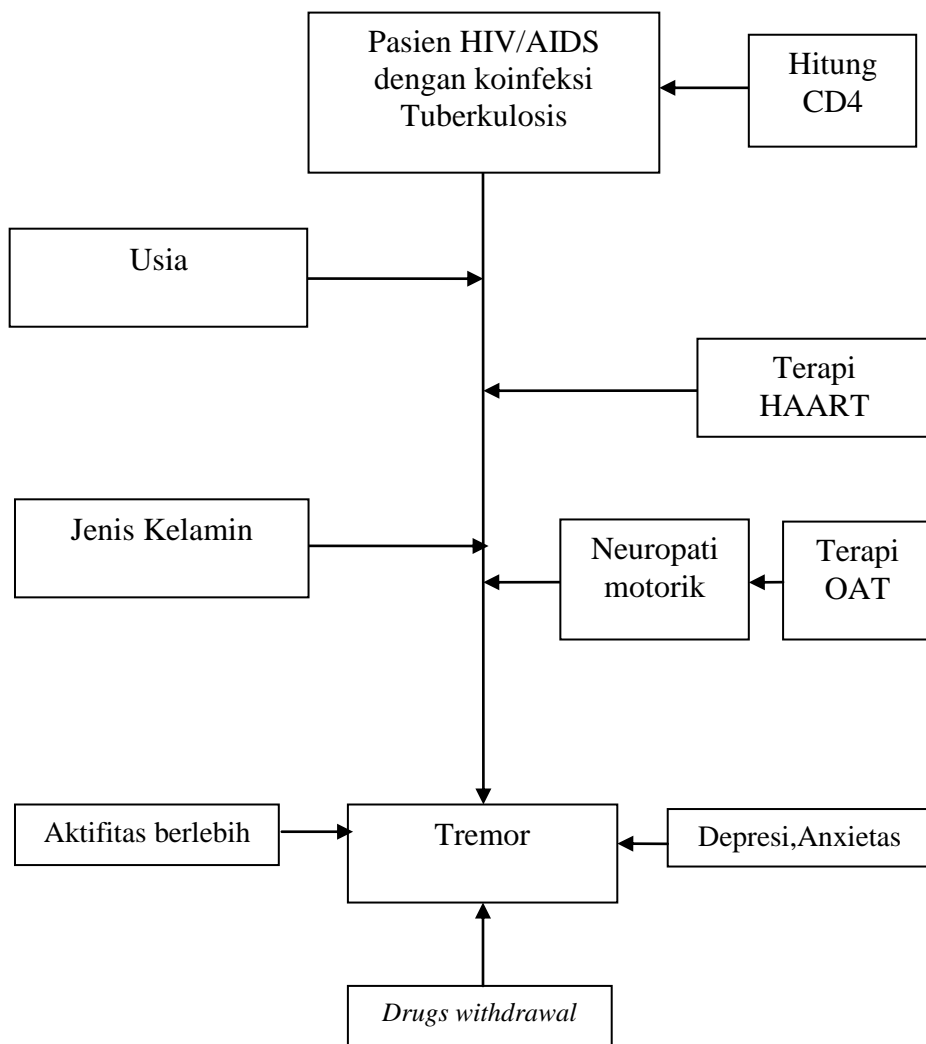 Pasien HIV/AIDS
dengan koinfeksi
Tuberkulosis
Hitung
CD4
Usia
Terapi
HAART
Jenis Kelamin
Neuropati
motorik
Terapi
OAT
Aktifitas berlebih
Tremor
Depresi,Anxietas
Drugs withdrawal